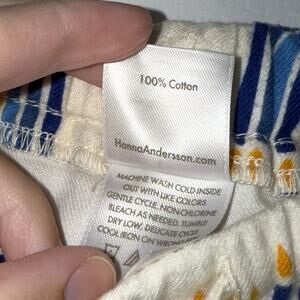 100% Cotton
HannaAndersson.com
MACHINE WASH COLD INSIDE
OUT WITH LIKE COLORS
GENTLE CYCLE. NON-CHLORINE
BLEACH AS NEEDED. TUMBLE
DRY LOW, DELICATE CYCLE
COOL IRON ON WRONG